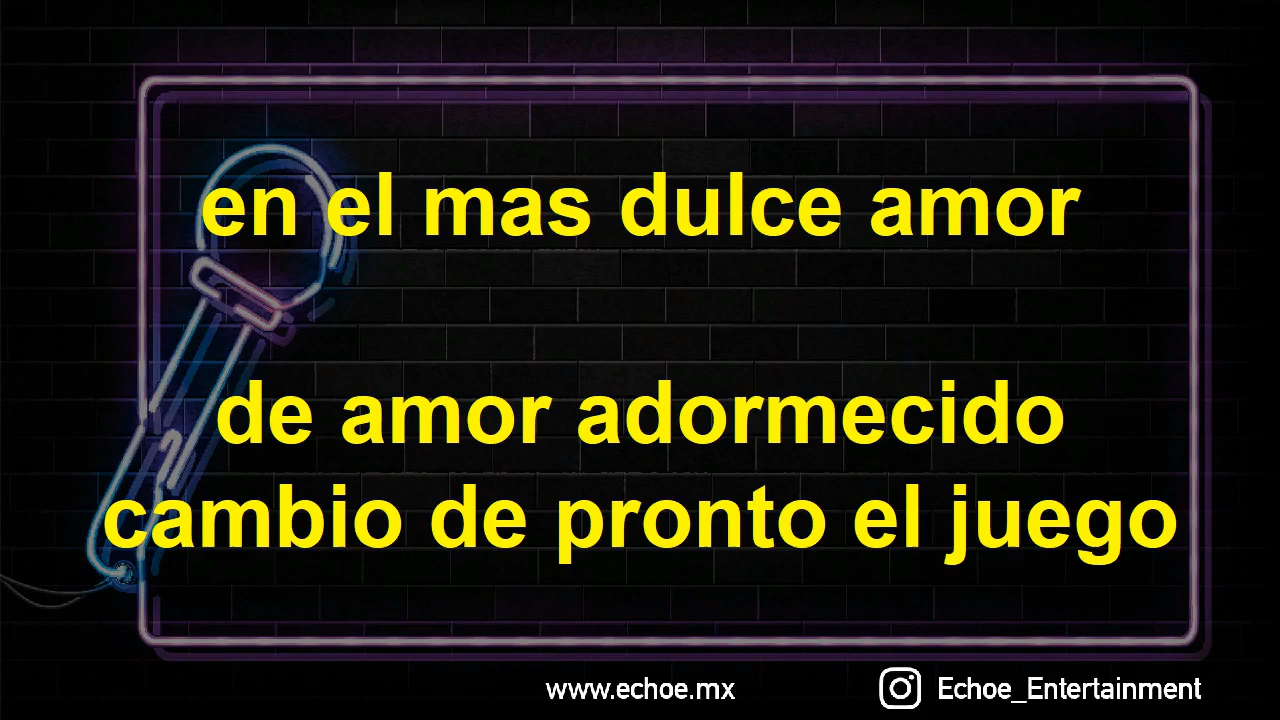 en el mas dulce amor
de amor adormecido
cambio de pronto el juego
www.echoe.mx
Echoe_Entertainment